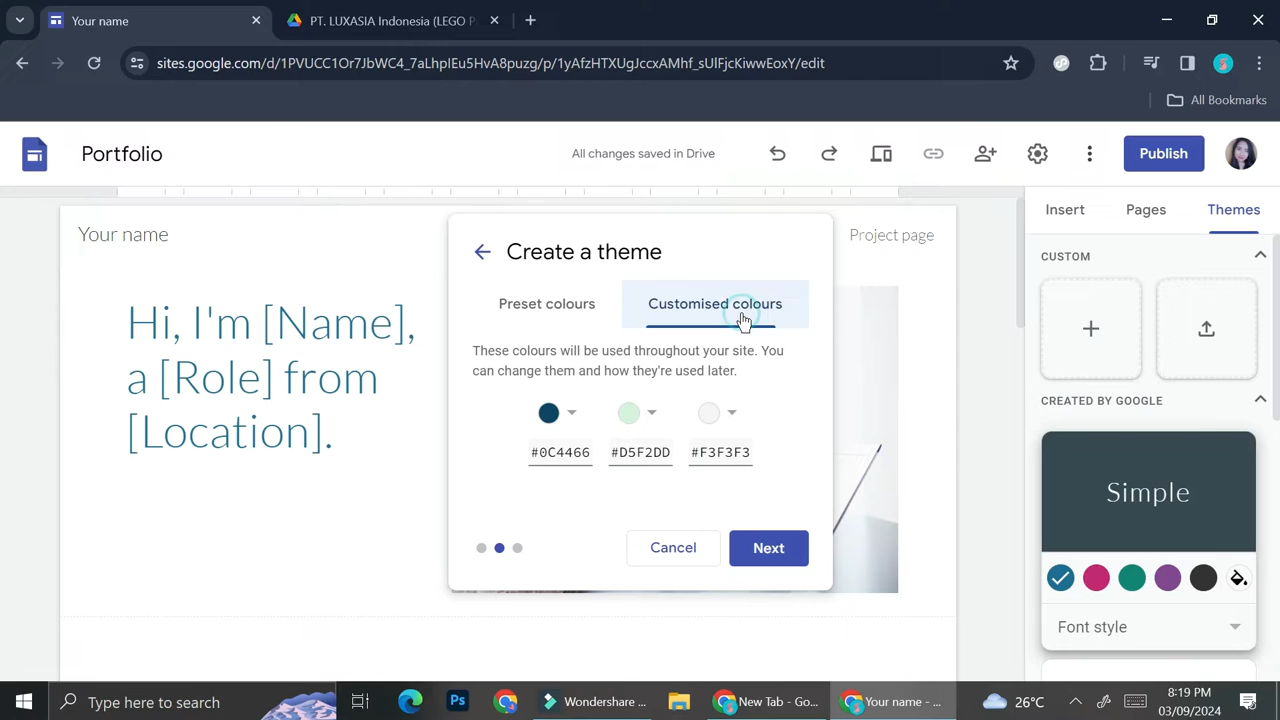 Your name
PT. LUXASIA Indonesia (LEGO P
sites.google.com/d/1PVUCC1Or7JbWC4_7aLhpIEu5HvA8puzg/p/1yAfzHTXUgJccxAMhf_sUlFjcKiwwEoxY/edit
All Bookmarks
Portfolio
All changes saved in Drive
Publish
Insert
Pages
Themes
Your name
Project page
Hi, I'm [Name],
a [Role] from
[Location].
Create a theme
Preset colours
Customised colours
These colours will be used throughout your site. You
can change them and how they're used later.
#0C4466
#D5F2DD
#F3F3F3
Cancel
Next
CUSTOM
CREATED BY GOOGLE
Simple
Font style
Type here to search
Ps
Wondershare ...
New Tab - Go...
Your name - ...
26°C
8:19 PM
03/09/2024